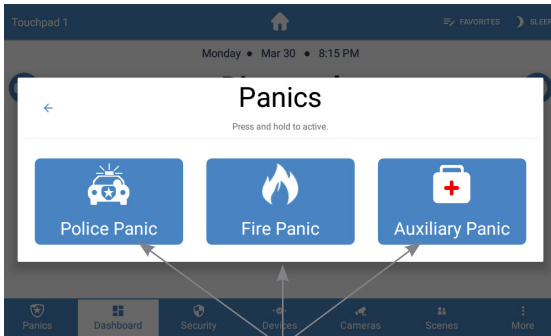 Touchpad 1
FAVORITES
SLEEP
Monday ● Mar 30 ● 8:15 PM
Panics
Press and hold to active.
Police Panic
Fire Panic
Auxiliary Panic
Panics
Dashboard
Security
Devices
Cameras
Scenes
More